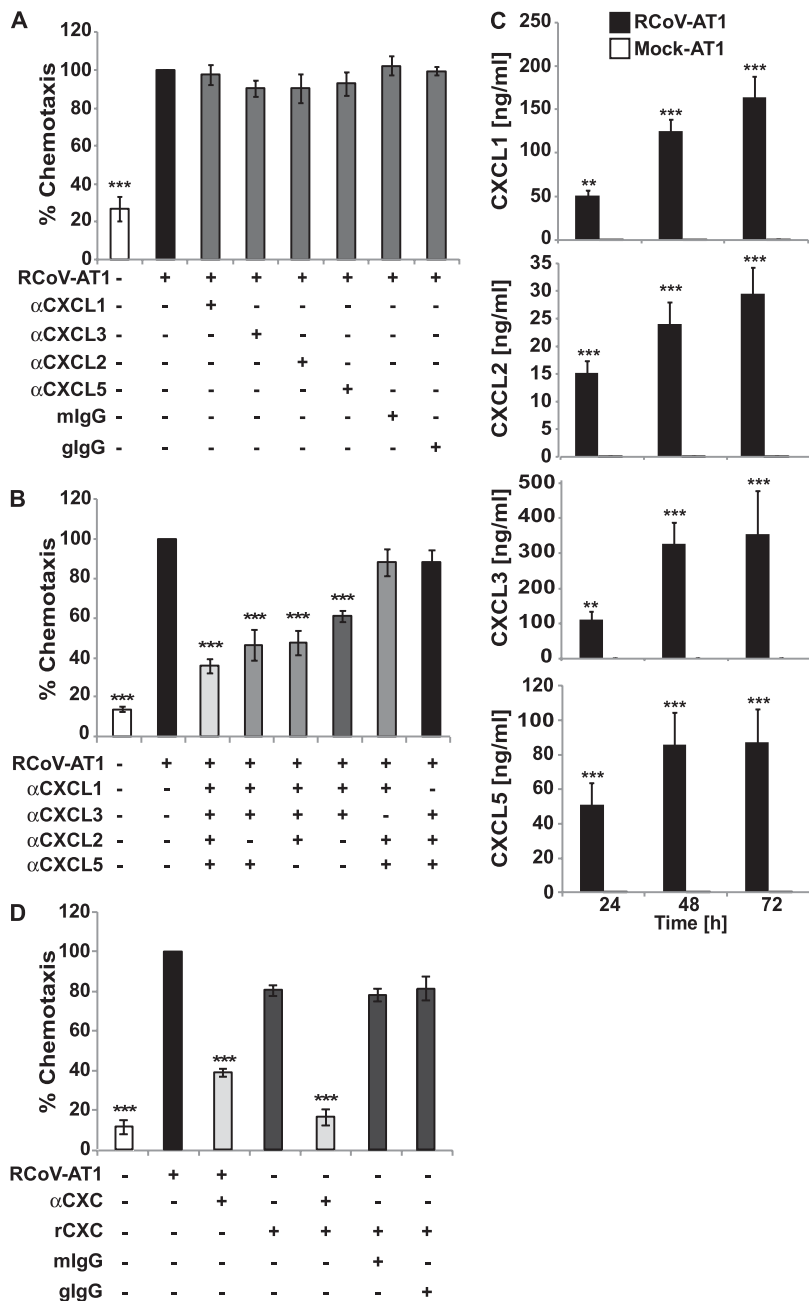 A
% Chemotaxis
120
100
80
60
40
20
0
***
RCoV-AT1 - + + + + + + +
αCXCL1 - - + - - - - -
αCXCL3 - - - + - - - -
αCXCL2 - - - - + - - -
αCXCL5 - - - - - + - -
mIgG - - - - - - + -
gIgG - - - - - - - +
B
% Chemotaxis
120
100
80
60
40
20
0
*** *** *** *** ***
RCoV-AT1 - + + + + + + +
αCXCL1 - - + + + + + -
αCXCL3 - - + + + + - +
αCXCL2 - - + - + - + +
αCXCL5 - - + + - - + +
D
% Chemotaxis
120
100
80
60
40
20
0
*** *** ***
RCoV-AT1 - + + - - - -
αCXC - - + - + - -
rCXC - - - + + + +
mIgG - - - - - + -
gIgG - - - - - - +
C
RCoV-AT1
Mock-AT1
CXCL1 [ng/ml]
250
200
150
100
50
0
** *** ***
CXCL2 [ng/ml]
35
30
25
20
15
10
5
0
*** *** ***
CXCL3 [ng/ml]
500
400
300
200
100
0
** *** ***
CXCL5 [ng/ml]
120
100
80
60
40
20
0
*** *** ***
24 48 72
Time [h]